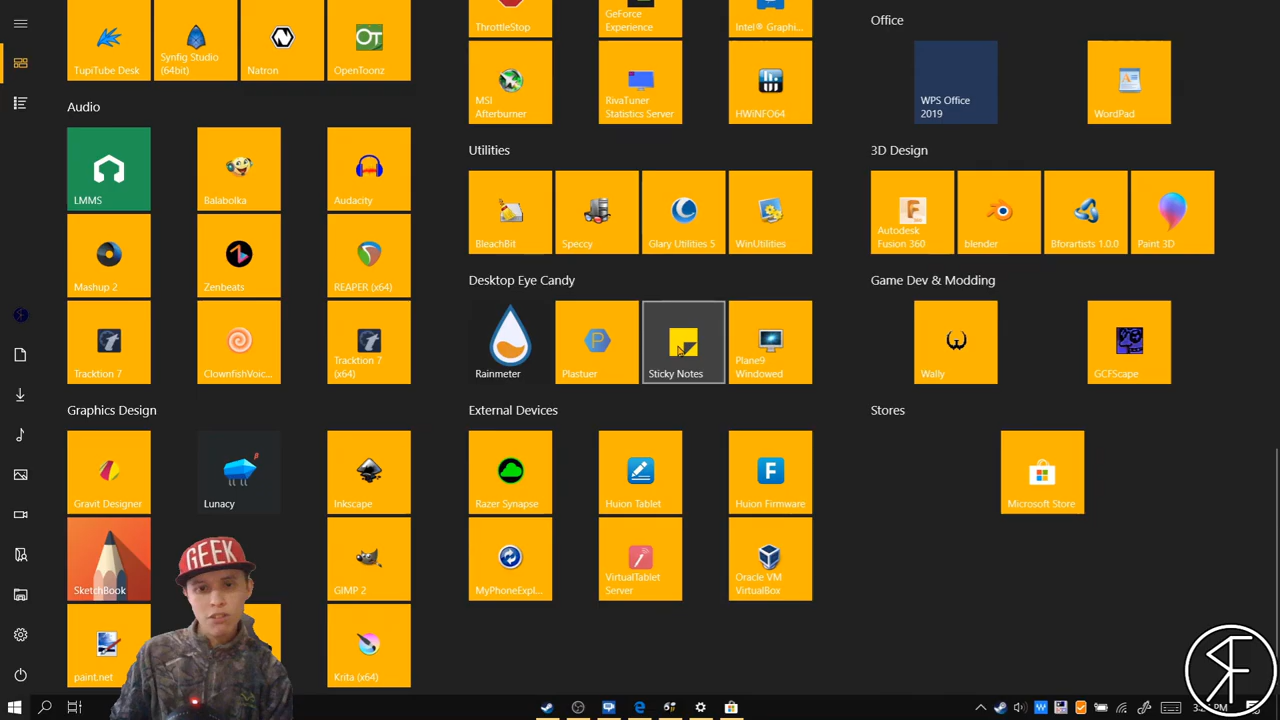 TupiTube Desk
Synfig Studio
(64bit)
Natron
OT
OpenToonz
Audio
LMMS
Balabolka
Audacity
Mashup 2
Zenbeats
REAPER (x64)
Tracktion 7
ClownfishVoic...
Tracktion 7
(x64)
Graphics Design
Gravit Designer
Lunacy
Inkscape
SketchBook
GEEK
GIMP 2
paint.net
Krita (x64)
ThrottleStop
GeForce
Experience
Intel® Graphi...
MSI
Afterburner
RivaTuner
Statistics Server
HWiNFO64
Utilities
BleachBit
Speccy
Glary Utilities 5
WinUtilities
Desktop Eye Candy
Rainmeter
P
Plastuer
Sticky Notes
Plane9
Windowed
External Devices
Razer Synapse
Huion Tablet
F
Huion Firmware
MyPhoneExpl...
VirtualTablet
Server
Oracle VM
VirtualBox
Office
WPS Office
2019
WordPad
3D Design
F
Autodesk
Fusion 360
blender
Bforartists 1.0.0
Paint 3D
Game Dev & Modding
Wally
GCFScape
Stores
Microsoft Store